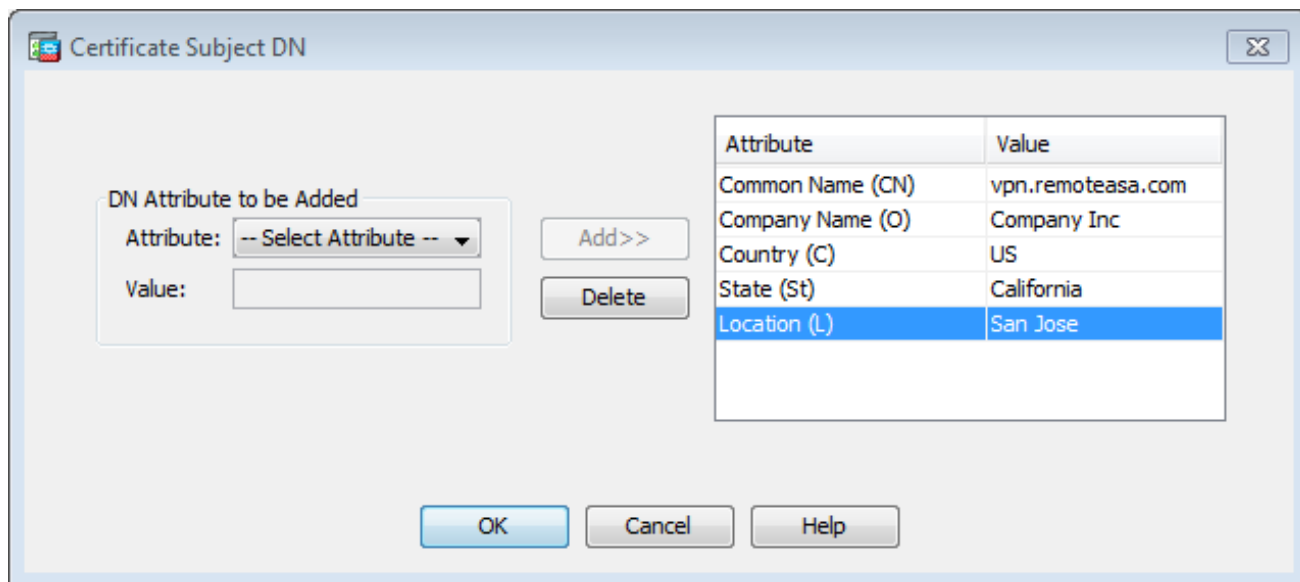 Certificate Subject DN
DN Attribute to be Added
Attribute: -- Select Attribute --
Value:
Add>>
Delete
Attribute Value
Common Name (CN) vpn.remoteasa.com
Company Name (O) Company Inc
Country (C) US
State (St) California
Location (L) San Jose
OK Cancel Help